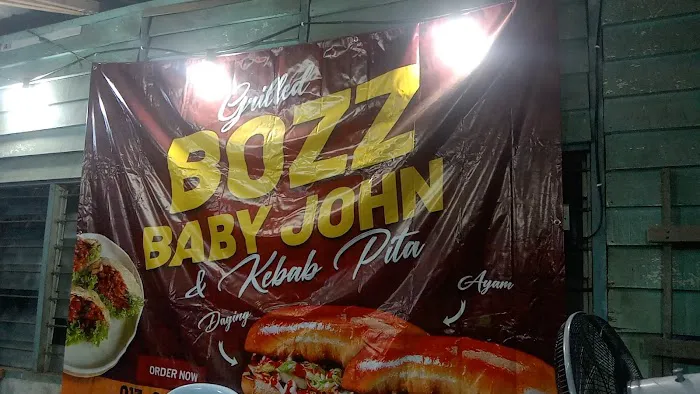 Grilled
BOZZ
BABY JOHN
& Kebab Pita
Ayam
Daging
ORDER NOW